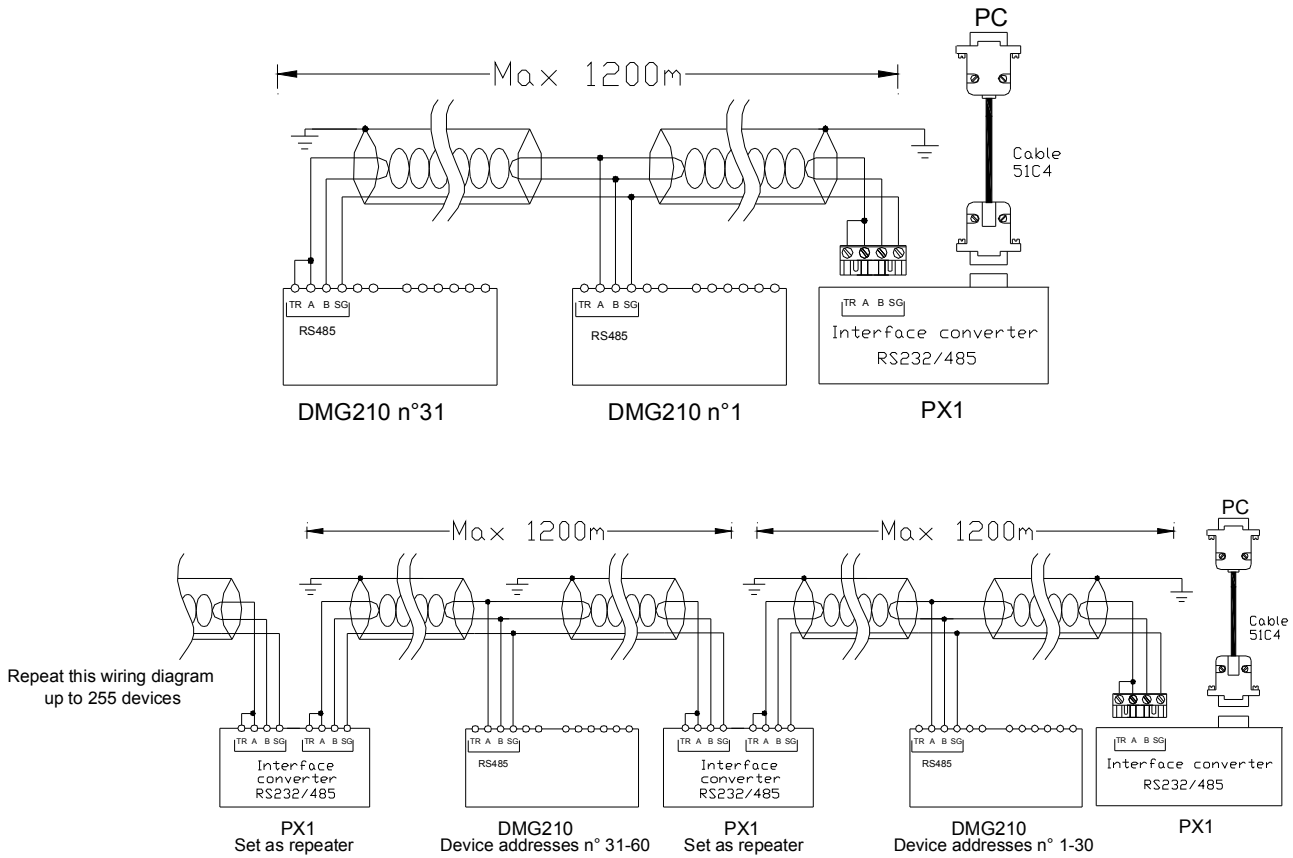 PC
Max 1200m
Cable
51C4
TR A B SG
RS485
TR A B SG
RS485
TR A B SG
Interface converter
RS232/485
DMG210 n°31
DMG210 n°1
PX1
Max 1200m
Max 1200m
PC
Cable
51C4
Repeat this wiring diagram
up to 255 devices
TR A B SG
TR A B SG
Interface
converter
RS232/485
TR A B SG
RS485
TR A B SG
TR A B SG
Interface
converter
RS232/485
TR A B SG
RS485
TR A B SG
Interface converter
RS232/485
PX1
Set as repeater
DMG210
Device addresses n° 31-60
PX1
Set as repeater
DMG210
Device addresses n° 1-30
PX1